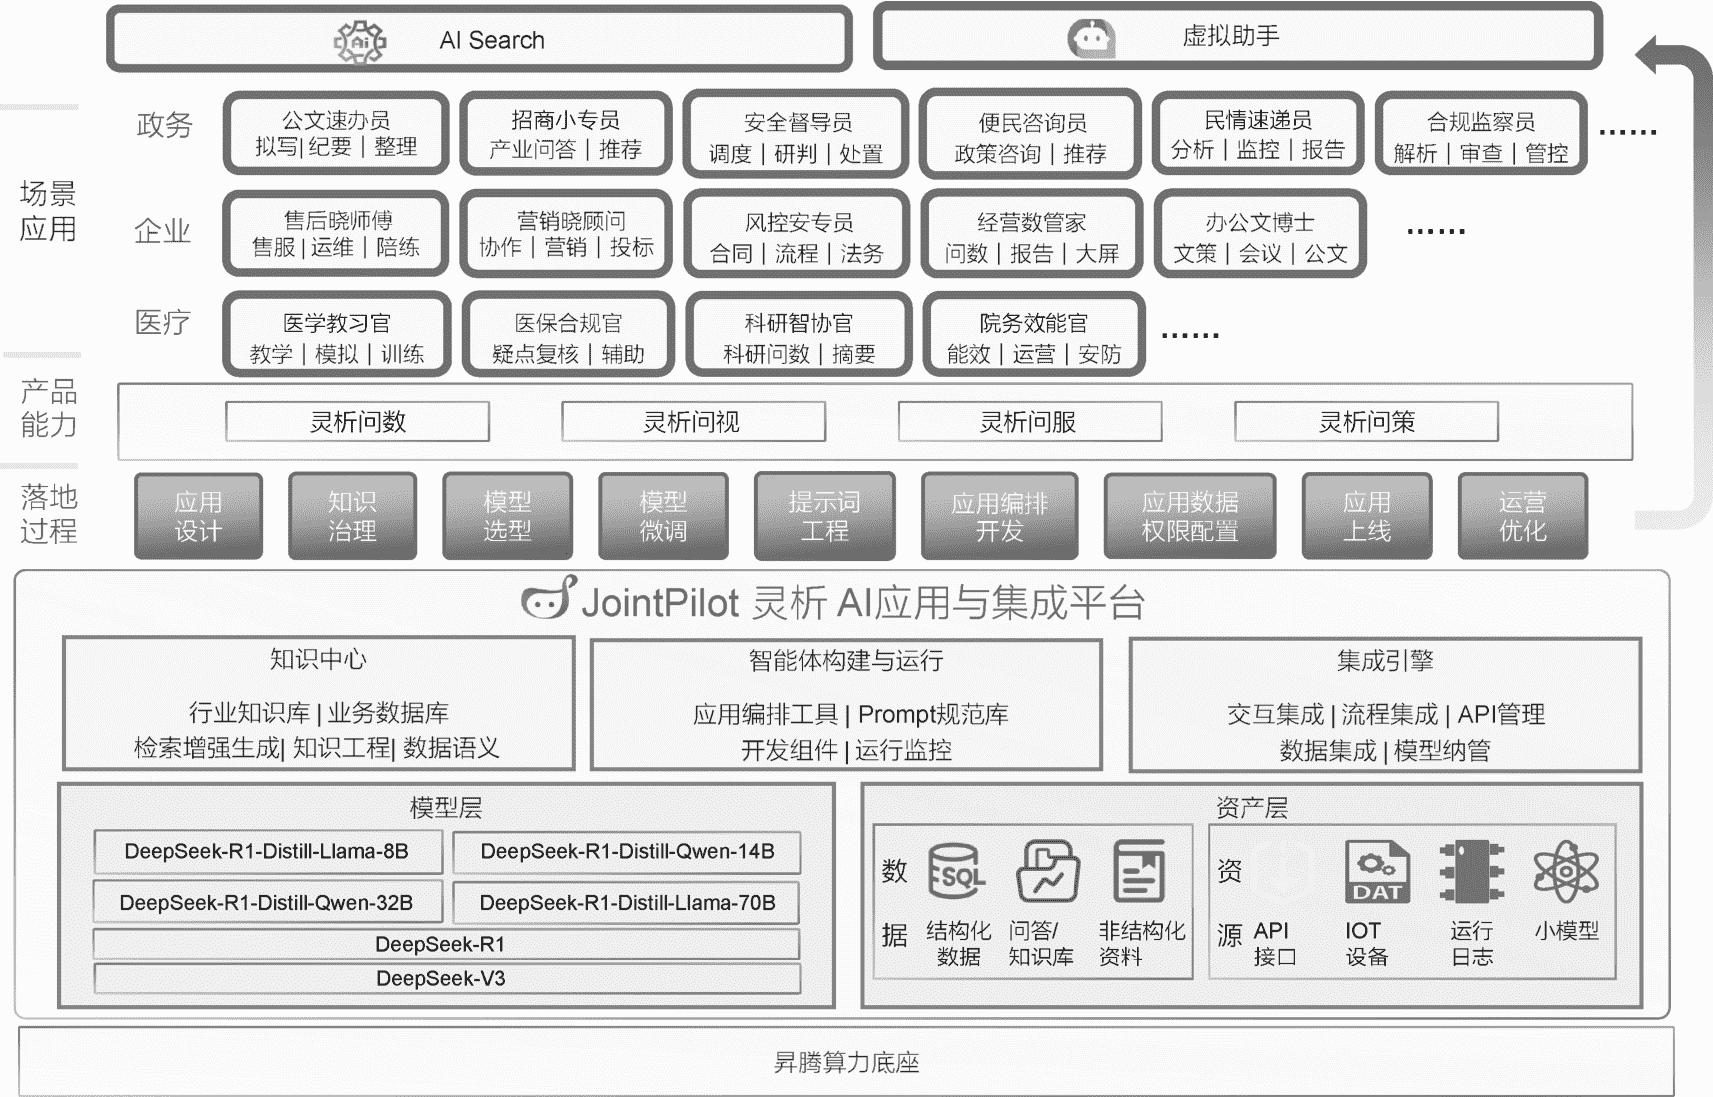 AI Search
虚拟助手
场景
应用
政务
公文速办员
拟写|纪要｜整理
招商小专员
产业问答｜推荐
安全督导员
调度｜研判｜处置
便民咨询员
政策咨询｜推荐
民情速递员
分析｜监控｜报告
合规监察员
解析｜审查｜管控
......
企业
售后晓师傅
售服|运维｜陪练
营销晓顾问
协作｜营销｜投标
风控安专员
合同｜流程｜法务
经营数管家
问数｜报告｜大屏
办公文博士
文策｜会议｜公文
......
医疗
医学教习官
教学｜模拟｜训练
医保合规官
疑点复核｜辅助
科研智协官
科研问数｜摘要
院务效能官
能效｜运营｜安防
......
产品
能力
灵析问数
灵析问视
灵析问服
灵析问策
落地
过程
应用
设计
知识
治理
模型
选型
模型
微调
提示词
工程
应用编排
开发
应用数据
权限配置
应用
上线
运营
优化
JointPilot 灵析 AI应用与集成平台
知识中心
行业知识库 | 业务数据库
检索增强生成| 知识工程| 数据语义
智能体构建与运行
应用编排工具 | Prompt规范库
开发组件 | 运行监控
集成引擎
交互集成 | 流程集成 | API管理
数据集成 | 模型纳管
模型层
DeepSeek-R1-Distill-Llama-8B
DeepSeek-R1-Distill-Qwen-14B
DeepSeek-R1-Distill-Qwen-32B
DeepSeek-R1-Distill-Llama-70B
DeepSeek-R1
DeepSeek-V3
资产层
数
据
SQL
结构化
数据
问答/
知识库
非结构化
资料
资
源
API
接口
DAT
IOT
设备
运行
日志
小模型
昇腾算力底座